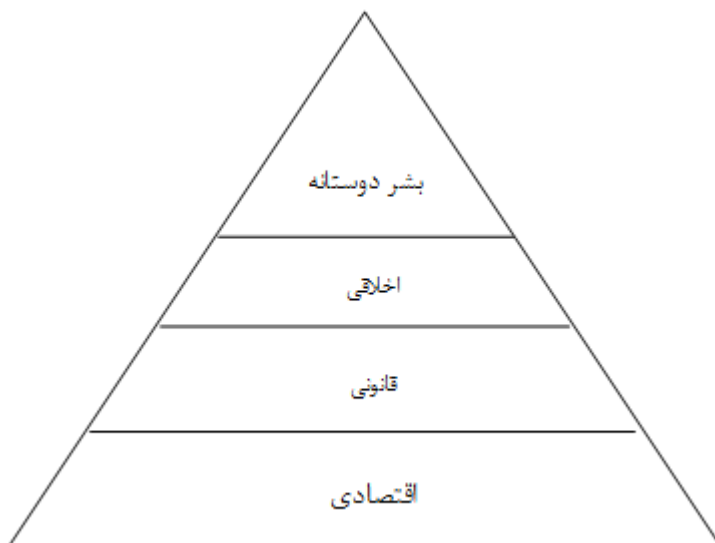 بشر دوستانه
اخلاقی
قانونی
اقتصادی